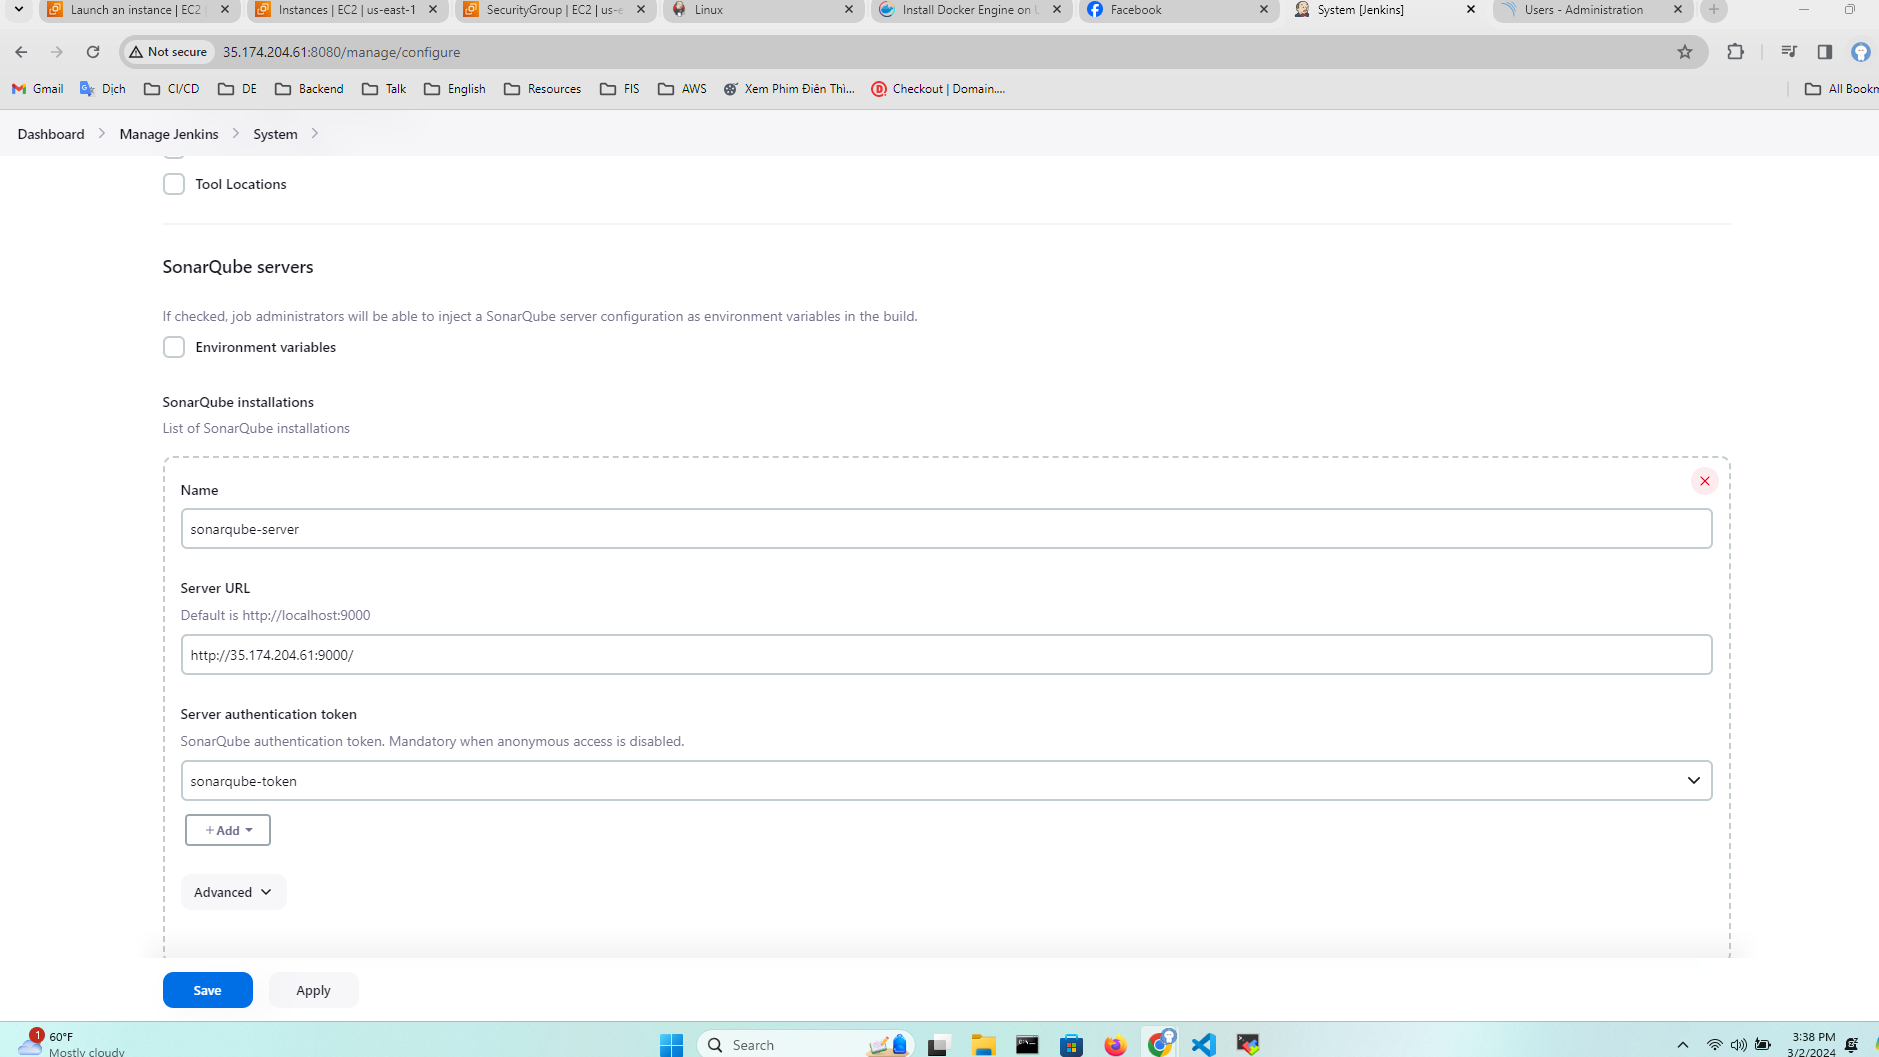 Launch an instance | EC2
Instances | EC2 | us-east-1
SecurityGroup | EC2 | us-e
Linux
Install Docker Engine on U
Facebook
System [Jenkins]
Users - Administration
Not secure
35.174.204.61:8080/manage/configure
Gmail
Dịch
CI/CD
DE
Backend
Talk
English
Resources
FIS
AWS
Xem Phim Điên Thì...
Checkout | Domain....
All Bookm
Dashboard
Manage Jenkins
System
Tool Locations
SonarQube servers
If checked, job administrators will be able to inject a SonarQube server configuration as environment variables in the build.
Environment variables
SonarQube installations
List of SonarQube installations
Name
sonarqube-server
Server URL
Default is http://localhost:9000
http://35.174.204.61:9000/
Server authentication token
SonarQube authentication token. Mandatory when anonymous access is disabled.
sonarqube-token
+ Add
Advanced
Save
Apply
1
60°F
Mostly cloudy
Search
3:38 PM
3/2/2024